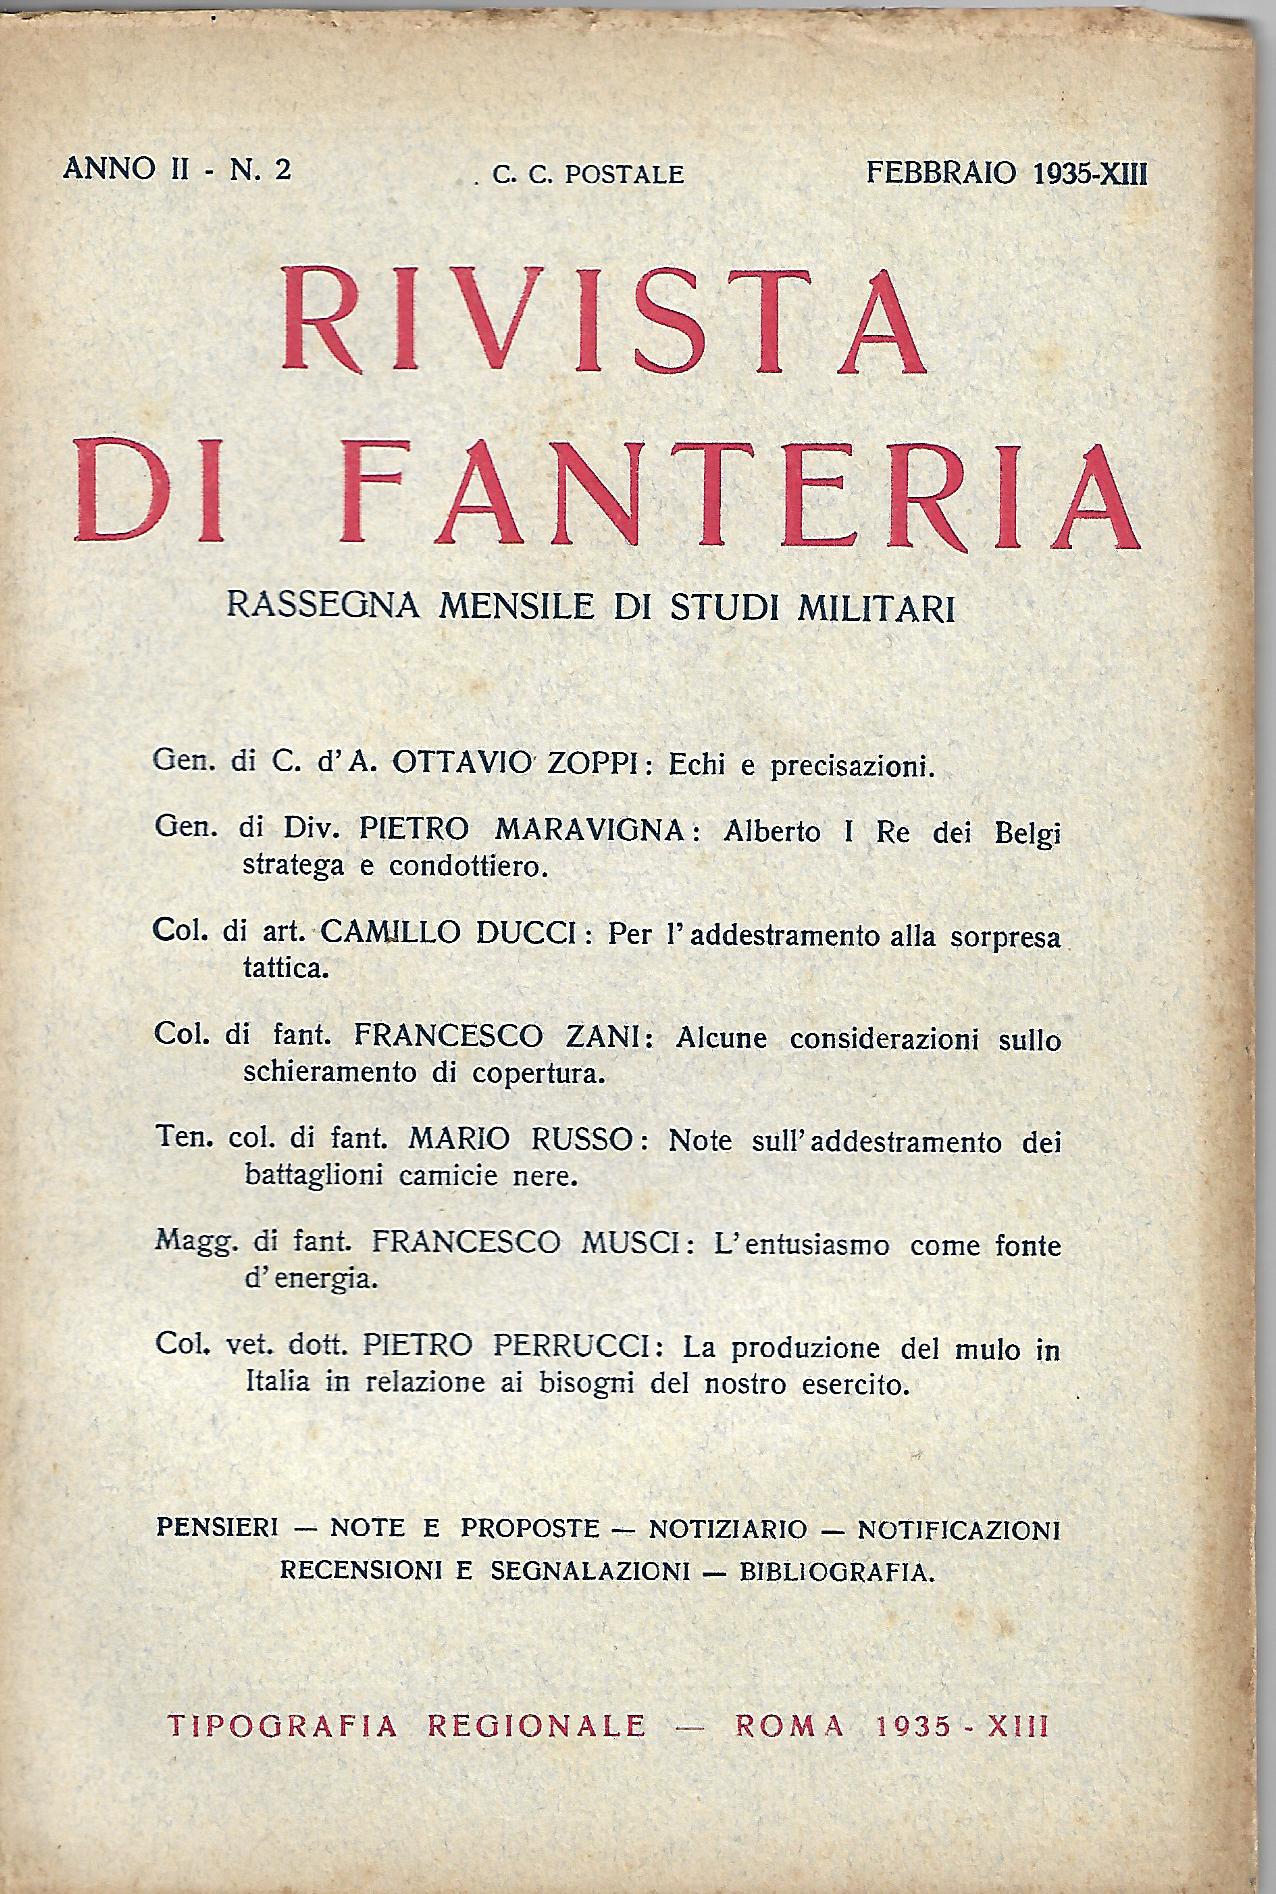 ANNO II - N. 2
. C. C. POSTALE
FEBBRAIO 1935-XIII
RIVISTA
DI FANTERIA
RASSEGNA MENSILE DI STUDI MILITARI
Gen. di C. d'A. OTTAVIO ZOPPI: Echi e precisazioni.
Gen. di Div. PIETRO MARAVIGNA: Alberto I Re dei Belgi
stratega e condottiero.
Col. di art. CAMILLO DUCCI: Per l'addestramento alla sorpresa
tattica.
Col. di fant. FRANCESCO ZANI: Alcune considerazioni sullo
schieramento di copertura.
Ten. col. di fant. MARIO RUSSO: Note sull'addestramento dei
battaglioni camicie nere.
Magg. di fant. FRANCESCO MUSCI: L'entusiasmo come fonte
d'energia.
Col. vet. dott. PIETRO PERRUCCI: La produzione del mulo in
Italia in relazione ai bisogni del nostro esercito.
PENSIERI — NOTE E PROPOSTE — NOTIZIARIO — NOTIFICAZIONI
RECENSIONI E SEGNALAZIONI — BIBLIOGRAFIA.
TIPOGRAFIA REGIONALE — ROMA 1935 - XIII